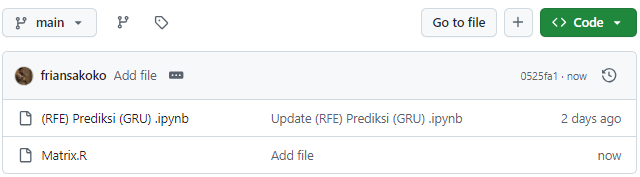 main Go to file Code
friansakoko Add file 0525fa1 · now
(RFE) Prediksi (GRU) .ipynb Update (RFE) Prediksi (GRU) .ipynb 2 days ago
Matrix.R Add file now